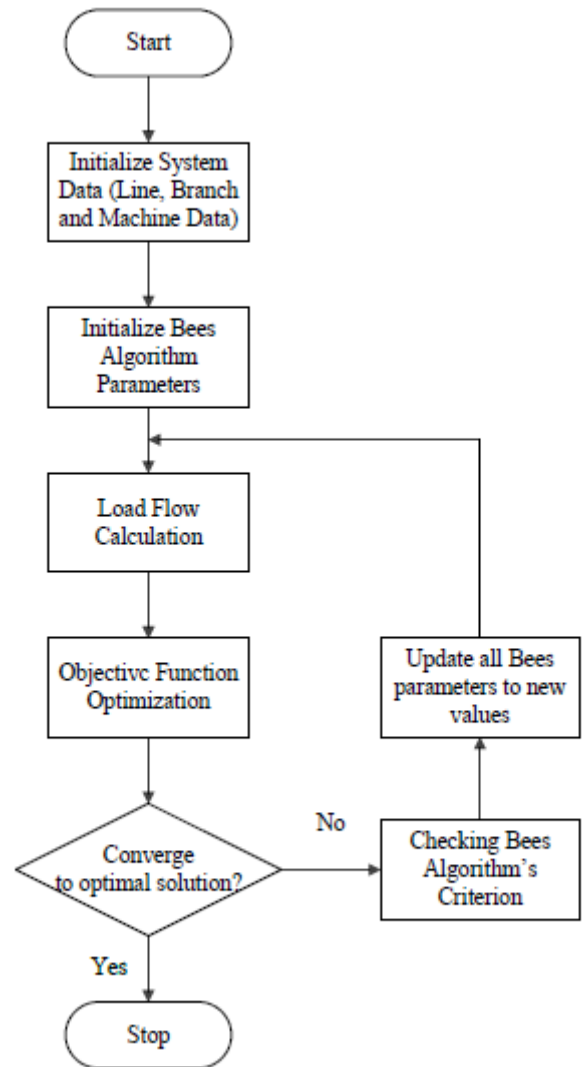 Start
Initialize System
Data (Line, Branch
and Machine Data)
Initialize Bees
Algorithm
Parameters
Load Flow
Calculation
Objectivc Function
Optimization
Update all Bees
parameters to new
values
Converge
to optimal solution?
No
Checking Bees
Algorithm's
Criterion
Yes
Stop